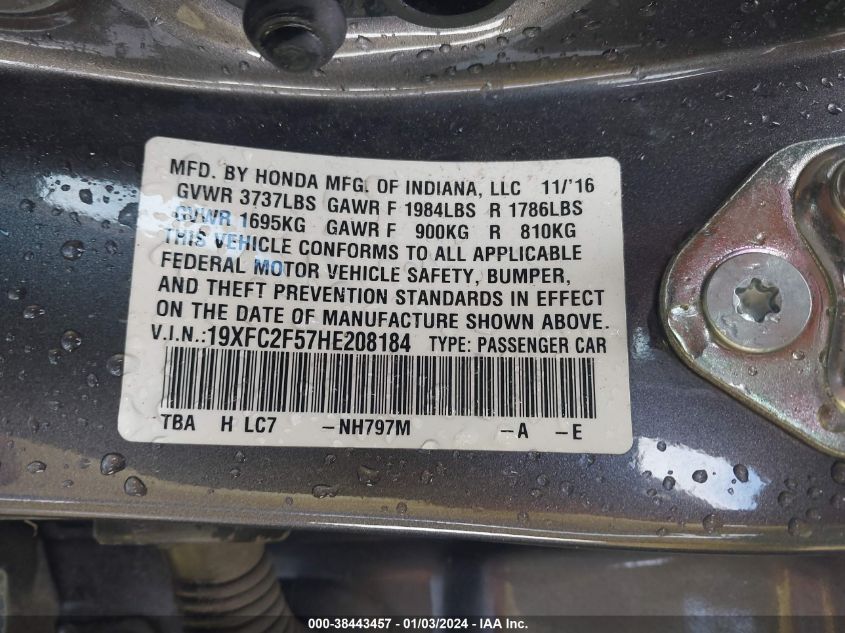 MFD. BY HONDA MFG. OF INDIANA, LLC 11/'16
GVWR 3737LBS GAWR F 1984LBS R 1786LBS
GVWR 1695KG GAWR F 900KG R 810KG
THIS VEHICLE CONFORMS TO ALL APPLICABLE
FEDERAL MOTOR VEHICLE SAFETY, BUMPER,
AND THEFT PREVENTION STANDARDS IN EFFECT
ON THE DATE OF MANUFACTURE SHOWN ABOVE.
V.I.N.:19XFC2F57HE208184 TYPE: PASSENGER CAR
TBA H LC7 –NH797M –A –E
000-38443457 - 01/03/2024 - IAA Inc.